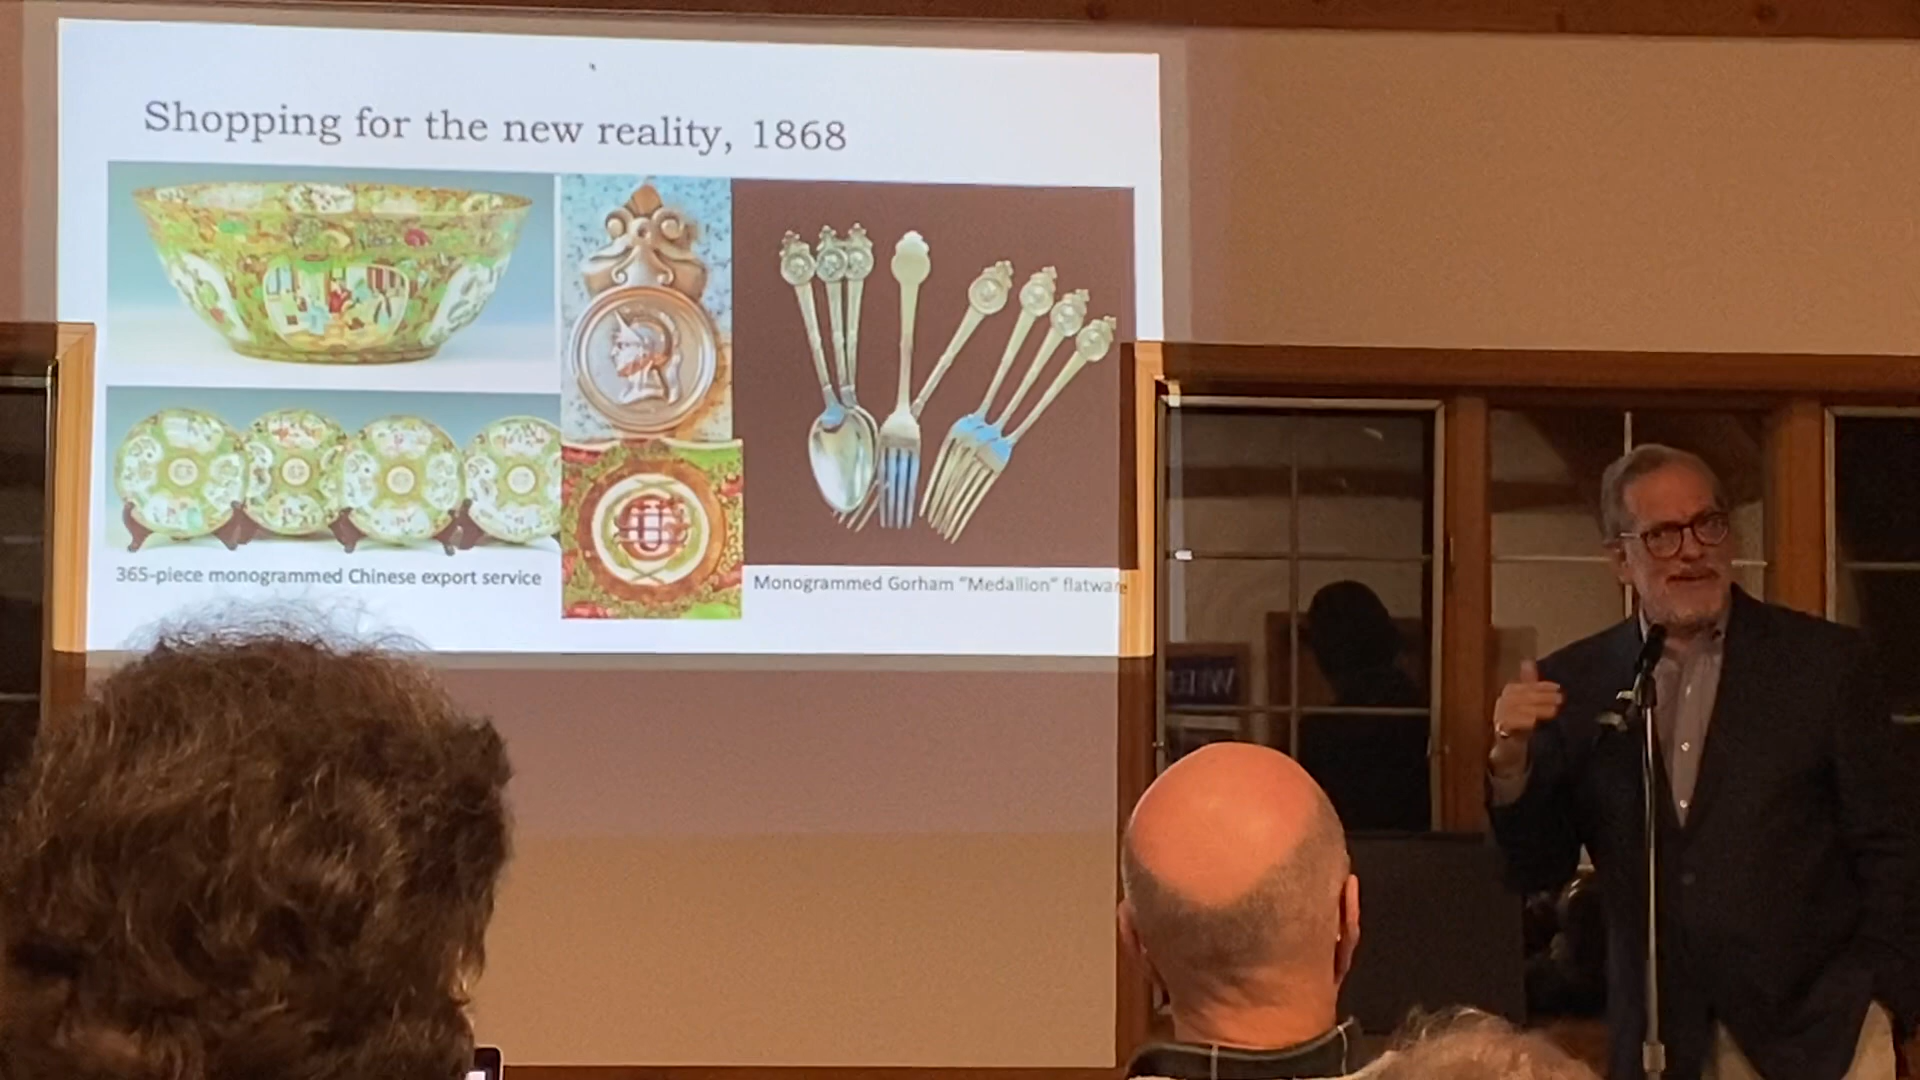 Shopping for the new reality, 1868
365-piece monogrammed Chinese export service
Monogrammed Gorham "Medallion" flatware